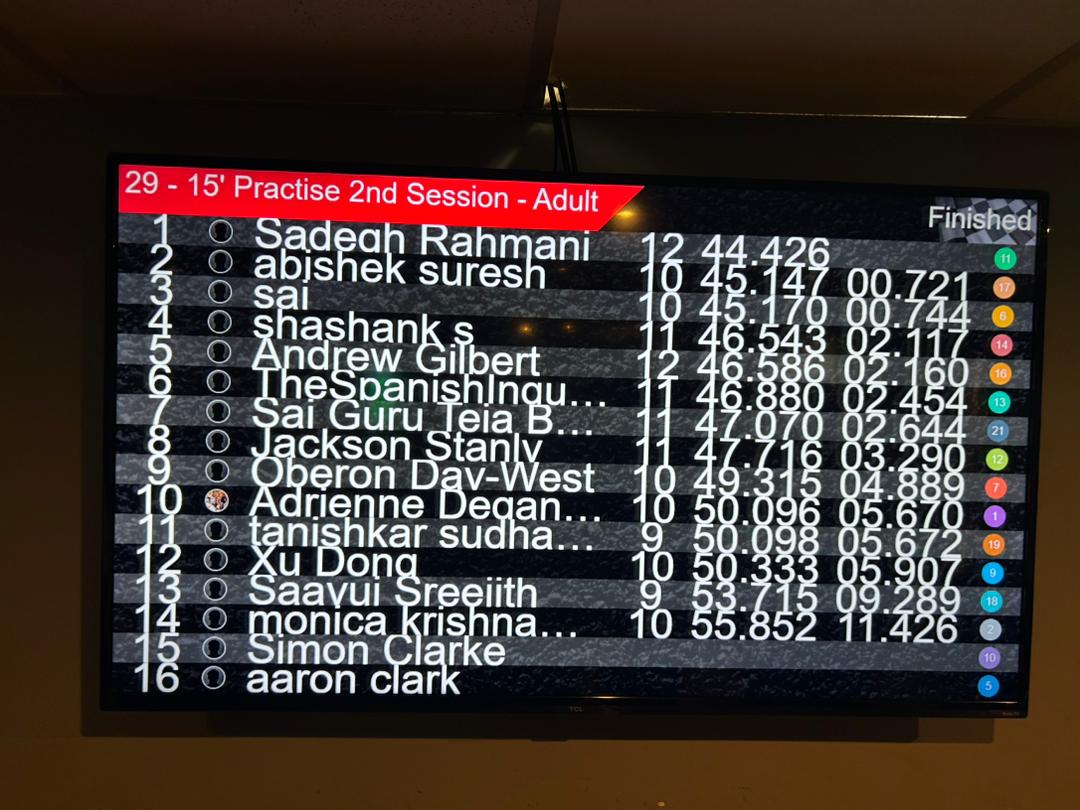 29 - 15' Practise 2nd Session - Adult
Finished
1 Sadegh Rahmani 12 44.426 11
2 abishek suresh 10 45.147 00.721 17
3 sai 10 45.170 00.744 6
4 shashank s 11 46.543 02.117 14
5 Andrew Gilbert 12 46.586 02.160 16
6 TheSpanishInqu... 11 46.880 02.454 13
7 Sai Guru Teja B... 11 47.070 02.644 21
8 Jackson Stanly 11 47.716 03.290 12
9 Oberon Day-West 10 49.315 04.889 7
10 Adrienne Degan... 10 50.096 05.670 1
11 tanishkar sudha... 9 50.098 05.672 19
12 Xu Dong 10 50.333 05.907 9
13 Saayuj Sreejith 9 53.715 09.289 18
14 monica krishna... 10 55.852 11.426 2
15 Simon Clarke 10
16 aaron clark 5
TCL